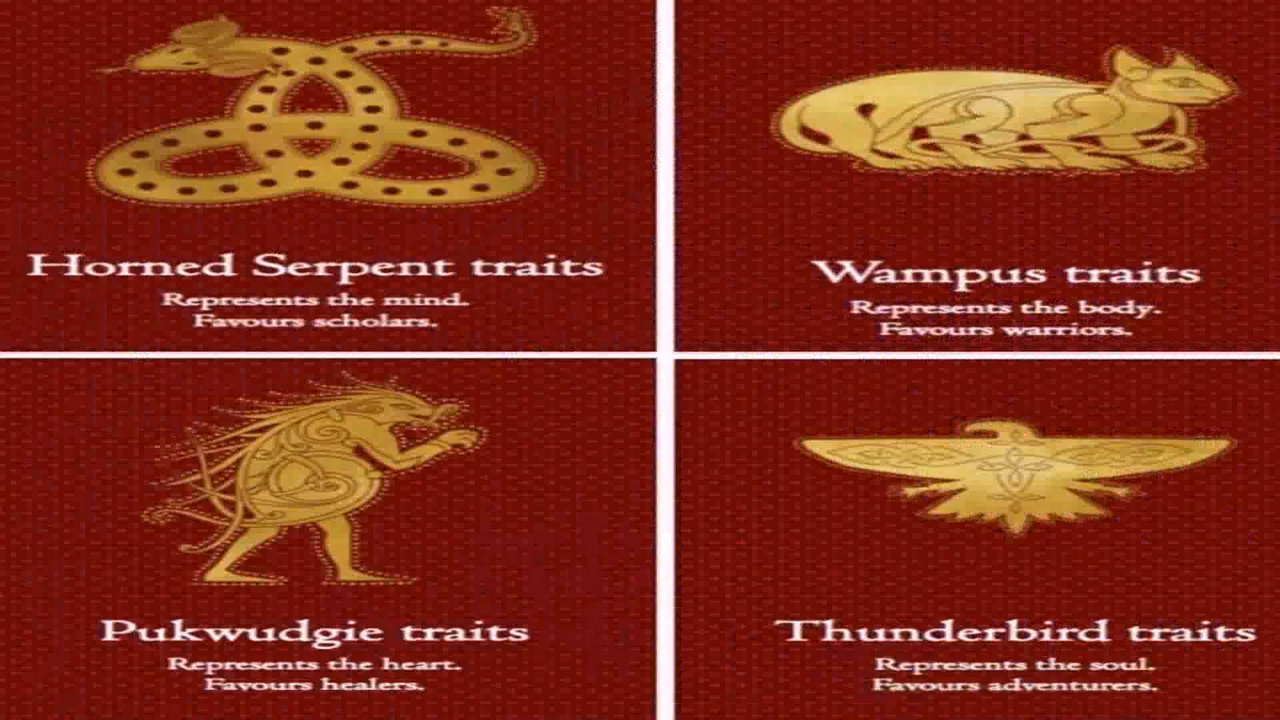 Horned Serpent traits
Represents the mind.
Favours scholars.
Wampus traits
Represents the body.
Favours warriors.
Pukwudgie traits
Represents the heart.
Favours healers.
Thunderbird traits
Represents the soul.
Favours adventurers.